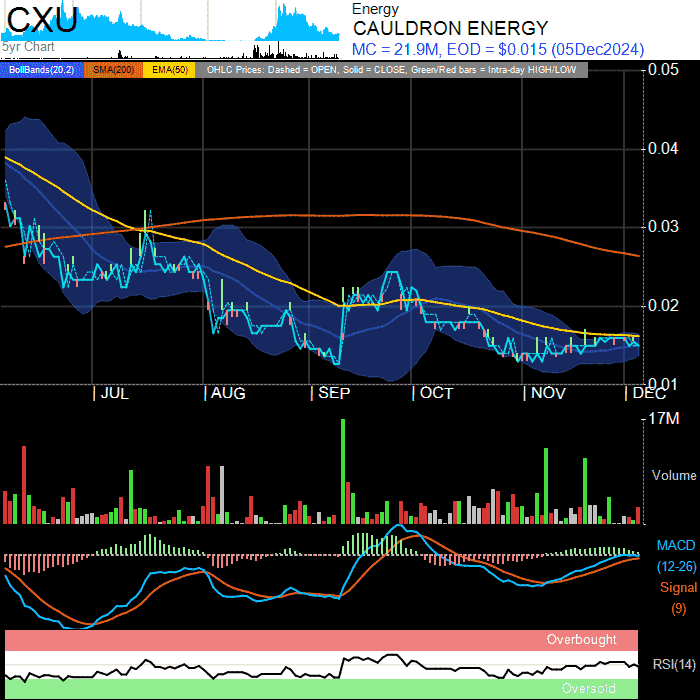 CXU
5yr Chart
Energy
CAULDRON ENERGY
MC = 21.9M, EOD = $0.015 (05Dec2024)
BollBands(20,2) SMA(200) EMA(50) OHLC Prices: Dashed = OPEN, Solid = CLOSE, Green/Red bars = Intra-day HIGH/LOW
0.05
0.04
0.03
0.02
0.01
| JUL | AUG | SEP | OCT | NOV | DEC
17M
Volume
MACD
(12-26)
Signal
(9)
Overbought
RSI(14)
Oversold